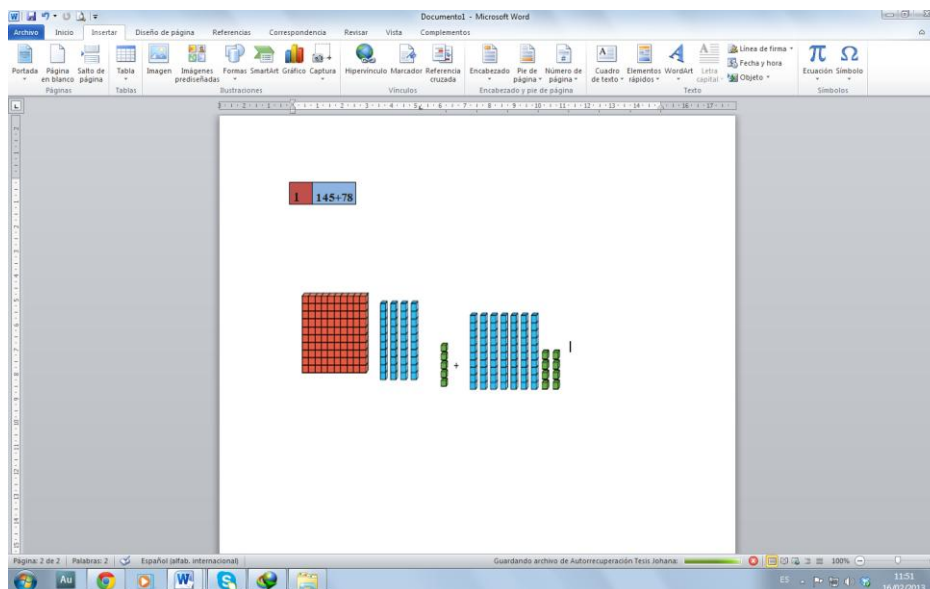 Documento1 - Microsoft Word
Archivo Inicio Insertar Diseño de página Referencias Correspondencia Revisar Vista Complementos
Portada Página en blanco Salto de página Tabla Imagen Imágenes prediseñadas Formas SmartArt Gráfico Captura Hipervínculo Marcador Referencia cruzada Encabezado Pie de página Número de página Cuadro de texto Elementos rápidos WordArt Letra capital Línea de firma Fecha y hora Objeto Ecuación Símbolo
Páginas Tablas Ilustraciones Vínculos Encabezado y pie de página Texto Símbolos
1 145+78
+
Página: 2 de 2 Palabras: 2 Español (alfab. internacional) Guardando archivo de Autorrecuperación Tesis Johana: 100%
Au W S ES 11:51
16/02/2013